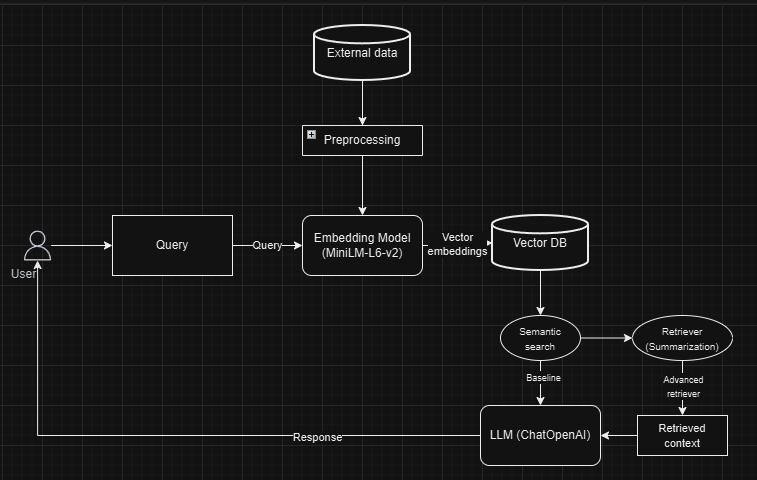 External data
Preprocessing
User
Query
Query
Embedding Model
(MiniLM-L6-v2)
Vector
embeddings
Vector DB
Semantic
search
Retriever
(Summarization)
Baseline
Advanced
retriever
LLM (ChatOpenAI)
Retrieved
context
Response